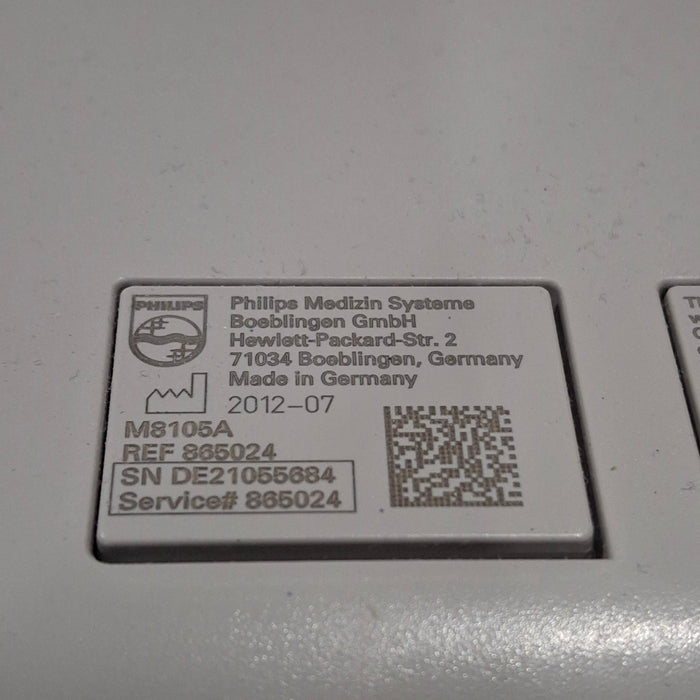 PHILIPS
Philips Medizin Systeme
Boeblingen GmbH
Hewlett-Packard-Str. 2
71034 Boeblingen, Germany
Made in Germany
2012-07
M8105A
REF 865024
SN DE21055684
Service# 865024